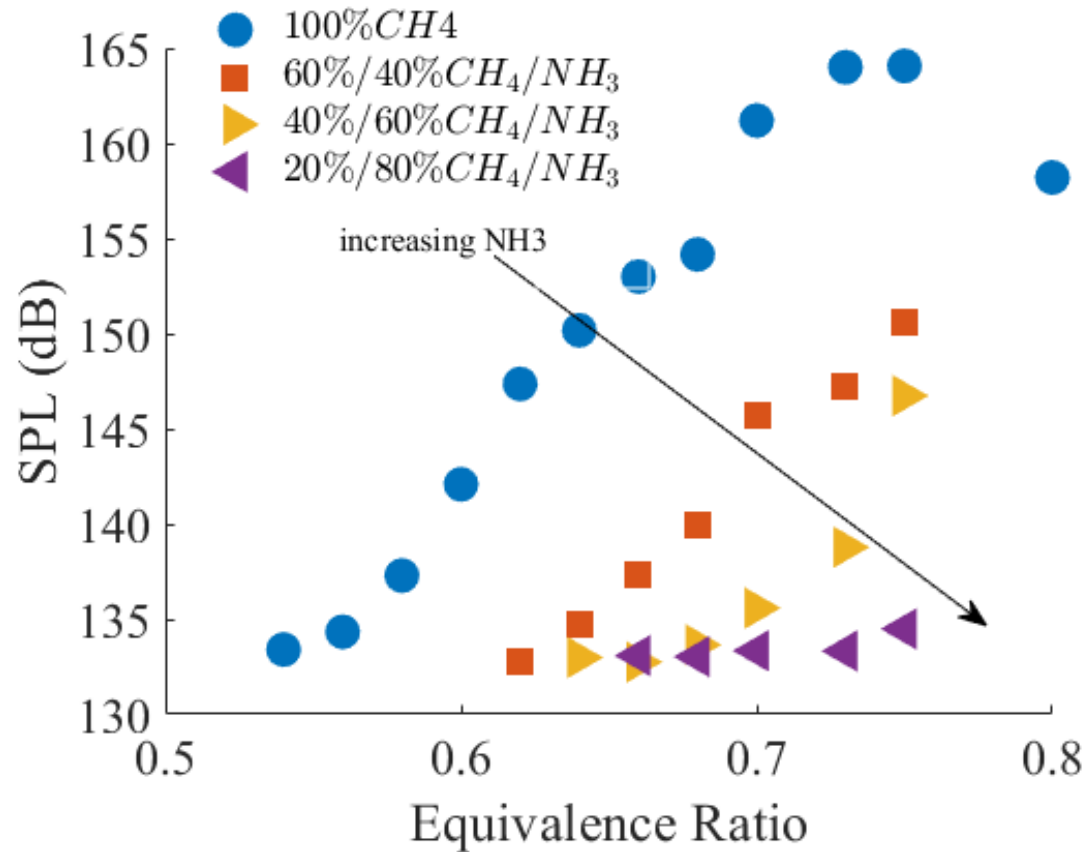 100%CH4
60%/40%CH₄/NH₃
40%/60%CH₄/NH₃
20%/80%CH₄/NH₃
increasing NH3
SPL (dB)
165
160
155
150
145
140
135
130
0.5 0.6 0.7 0.8
Equivalence Ratio